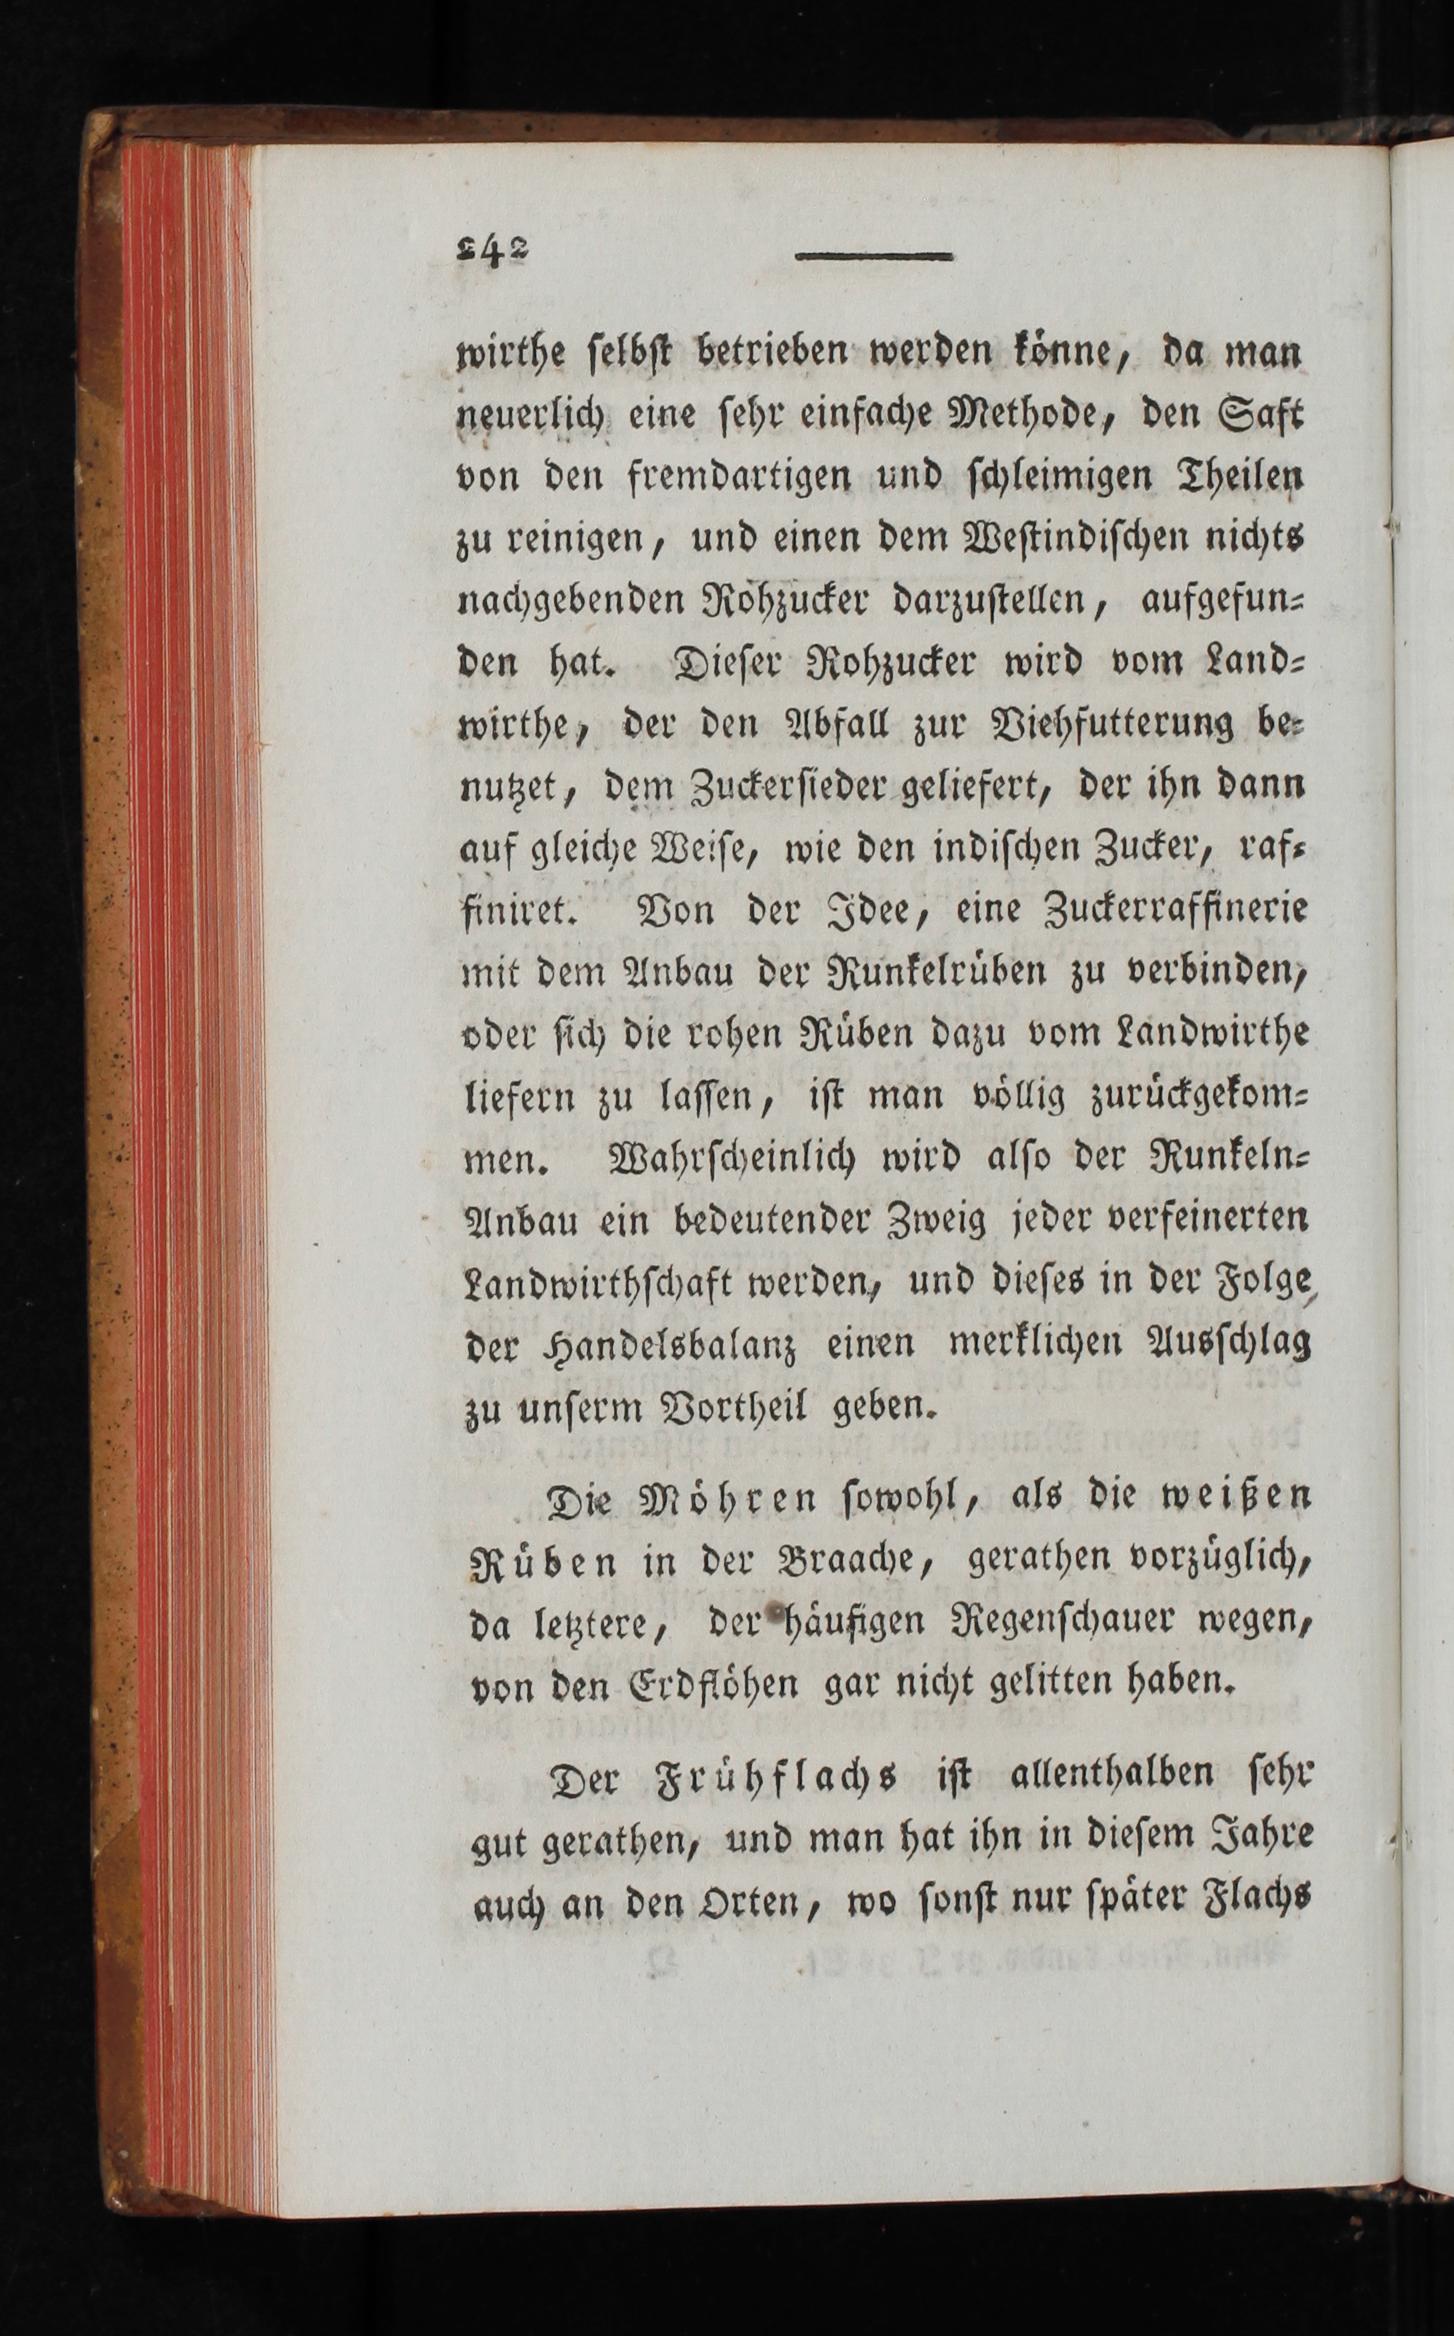 242
wirthe ſelbſt betrieben werden könne, da man
neuerlich eine ſehr einfache Methode, den Saft
von den fremdartigen und ſchleimigen Theilen
zu reinigen, und einen dem Weſtindiſchen nichts
nachgebenden Rohzucker darzuſtellen, aufgefun⸗
den hat. Dieſer Rohzucker wird vom Land⸗
wirthe, der den Abfall zur Viehfutterung be⸗
nutzet, dem Zuckerſieder geliefert, der ihn dann
auf gleiche Weiſe, wie den indiſchen Zucker, raf⸗
finiret. Von der Idee, eine Zuckerraffinerie
mit dem Anbau der Runkelrüben zu verbinden,
oder ſich die rohen Rüben dazu vom Landwirthe
liefern zu laſſen, iſt man völlig zurückgekom⸗
men. Wahrſcheinlich wird alſo der Runkeln⸗
Anbau ein bedeutender Zweig jeder verfeinerten
Landwirthſchaft werden, und dieſes in der Folge,
der Handelsbalanz einen merklichen Ausſchlag
zu unſerm Vortheil geben.
Die Möhren ſowohl, als die weißen
Rüben in der Braache, gerathen vorzüglich,
da letztere, der häufigen Regenſchauer wegen,
von den Erdflöhen gar nicht gelitten haben.
Der Frühflachs iſt allenthalben ſehr
gut gerathen, und man hat ihn in dieſem Jahre
auch an den Orten, wo ſonſt nur ſpäter Flachs